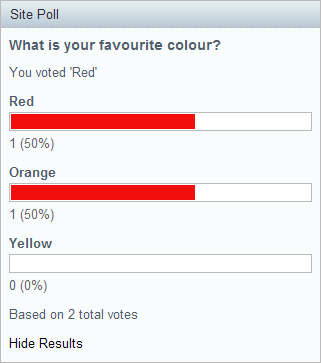 Site Poll
What is your favourite colour?
You voted 'Red'
Red
1 (50%)
Orange
1 (50%)
Yellow
0 (0%)
Based on 2 total votes
Hide Results